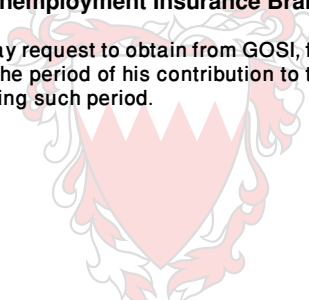 nemployment Insurance Bra
ay request to obtain from GOSI, f
he period of his contribution to t
ing such period.